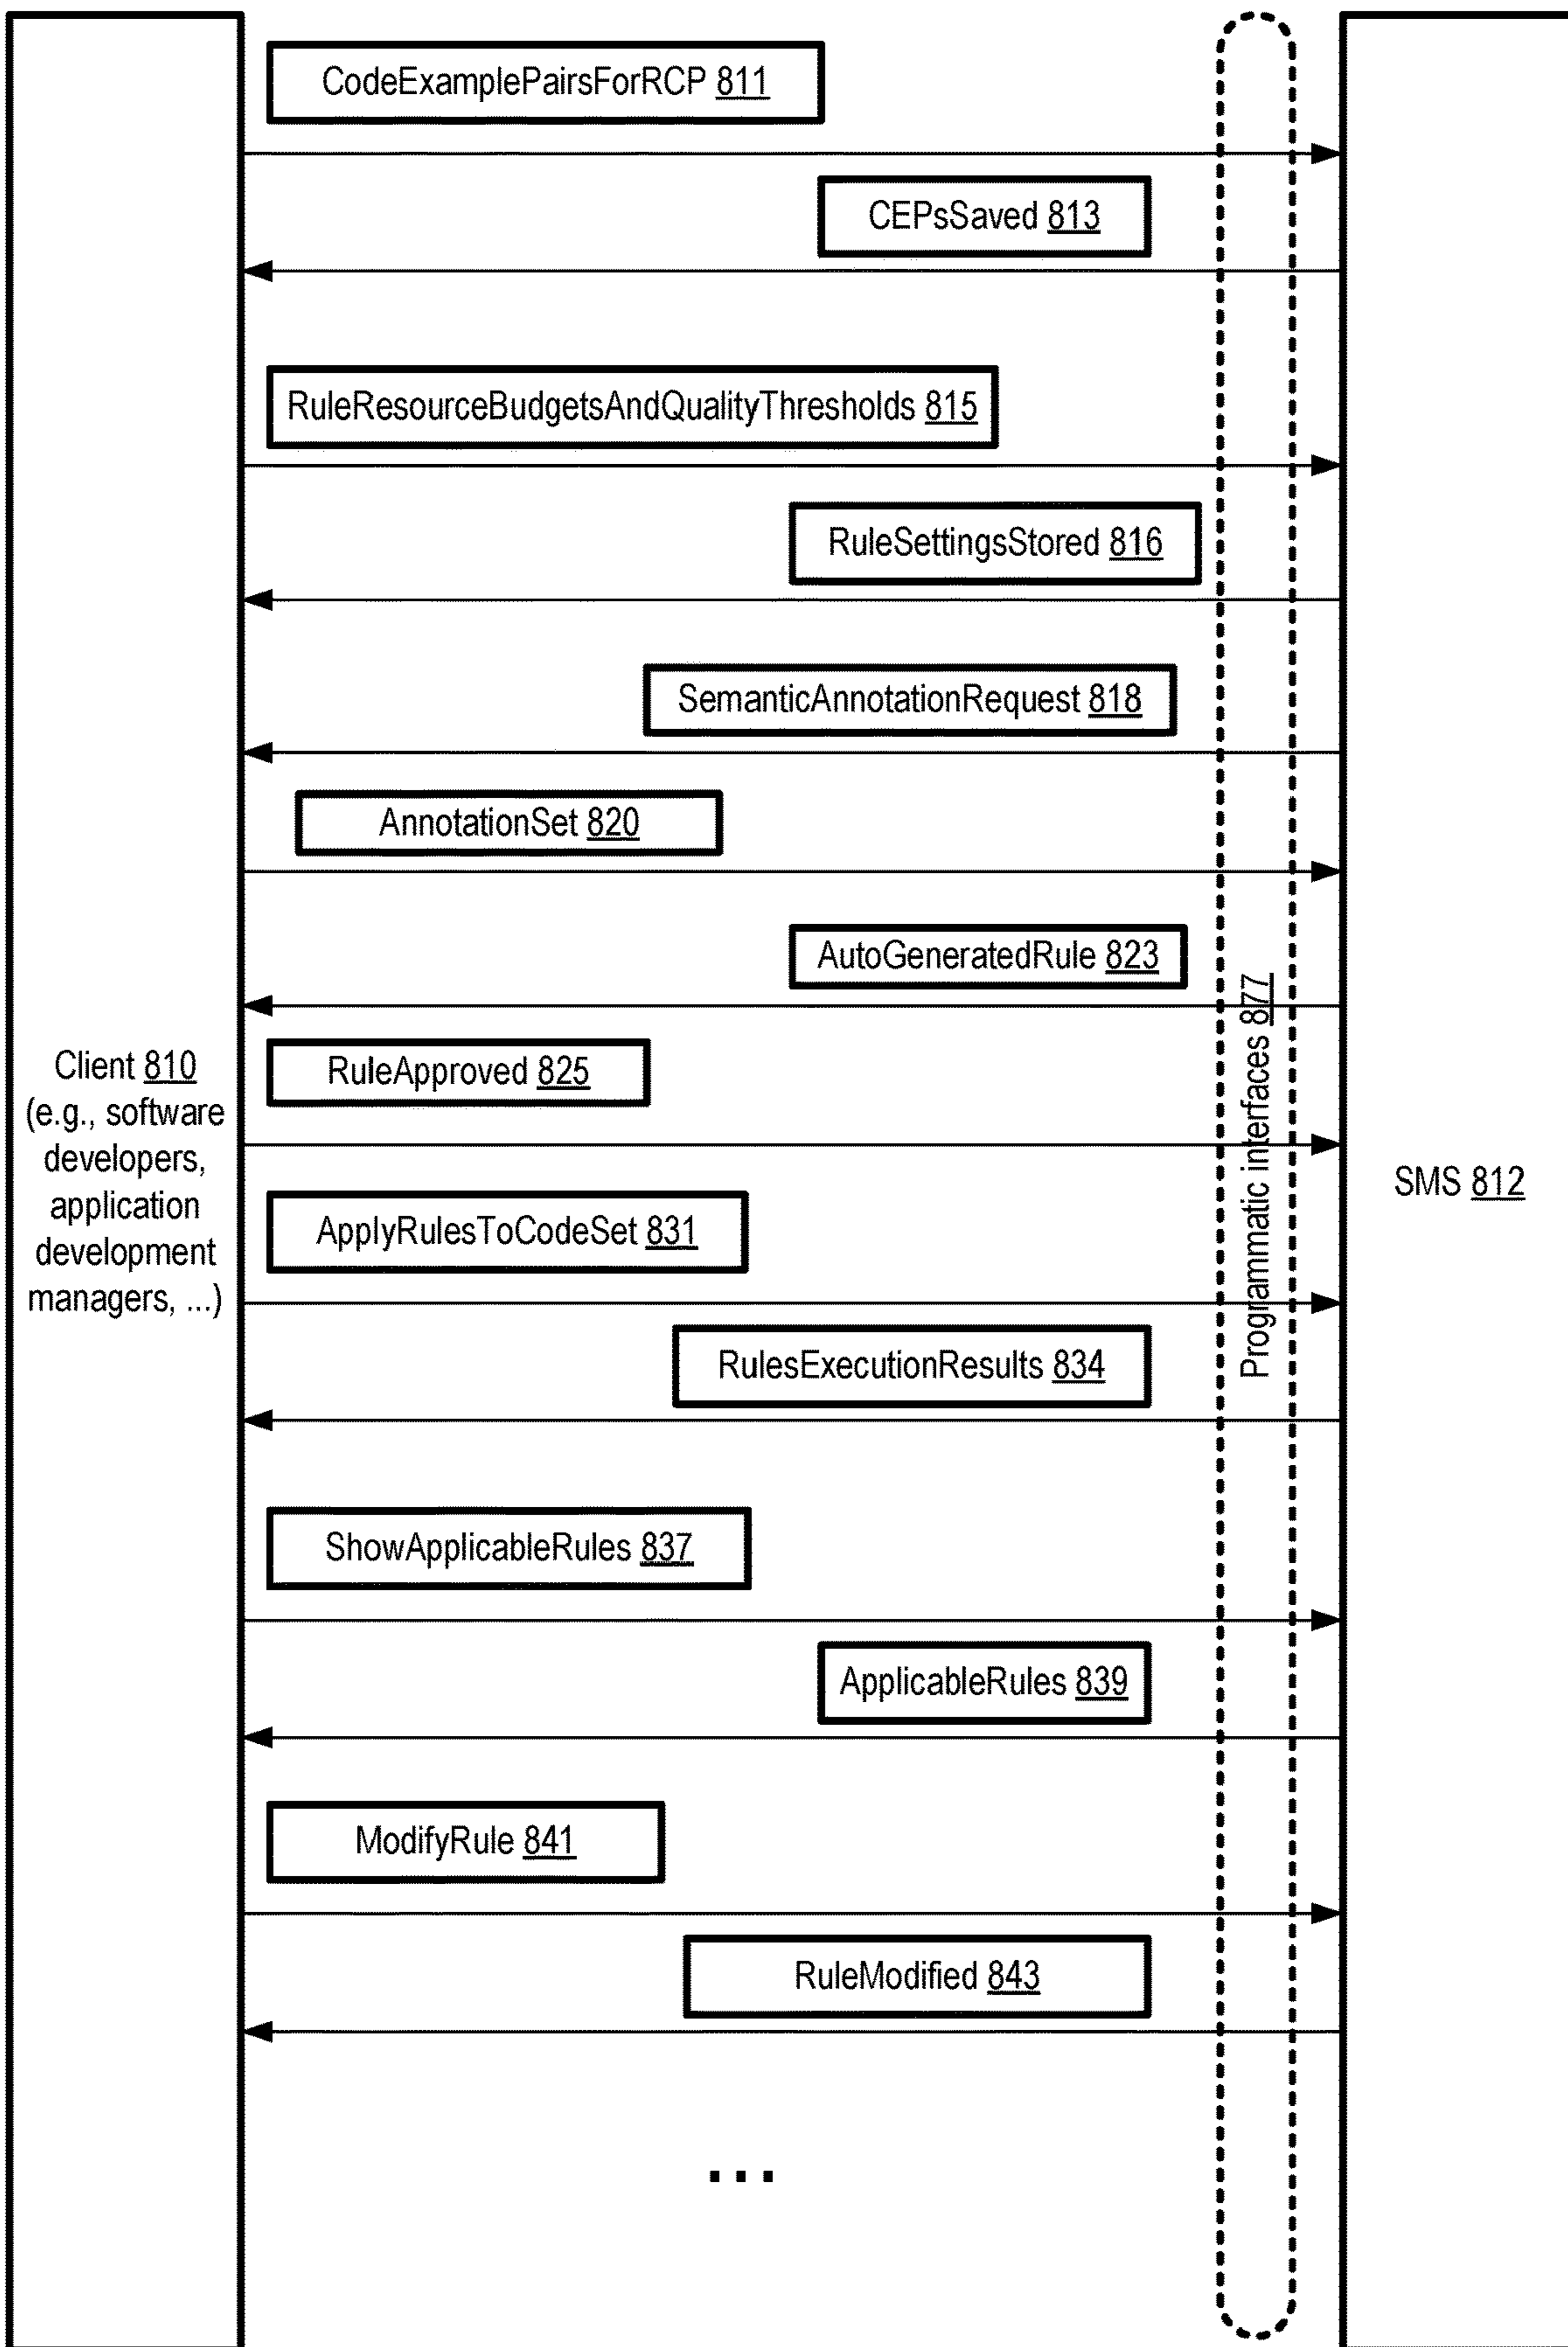 CodeExamplePairsForRCP 811
CEPsSaved 813
RuleResourceBudgetsAndQualityThresholds 815
RuleSettingsStored 816
SemanticAnnotationRequest 818
AnnotationSet 820
AutoGeneratedRule 823
Client 810
(e.g., software
developers,
application
development
managers, ...)
RuleApproved 825
ApplyRulesToCodeSet 831
Programmatic interfaces 877
SMS 812
RulesExecutionResults 834
ShowApplicableRules 837
ApplicableRules 839
ModifyRule 841
RuleModified 843
...